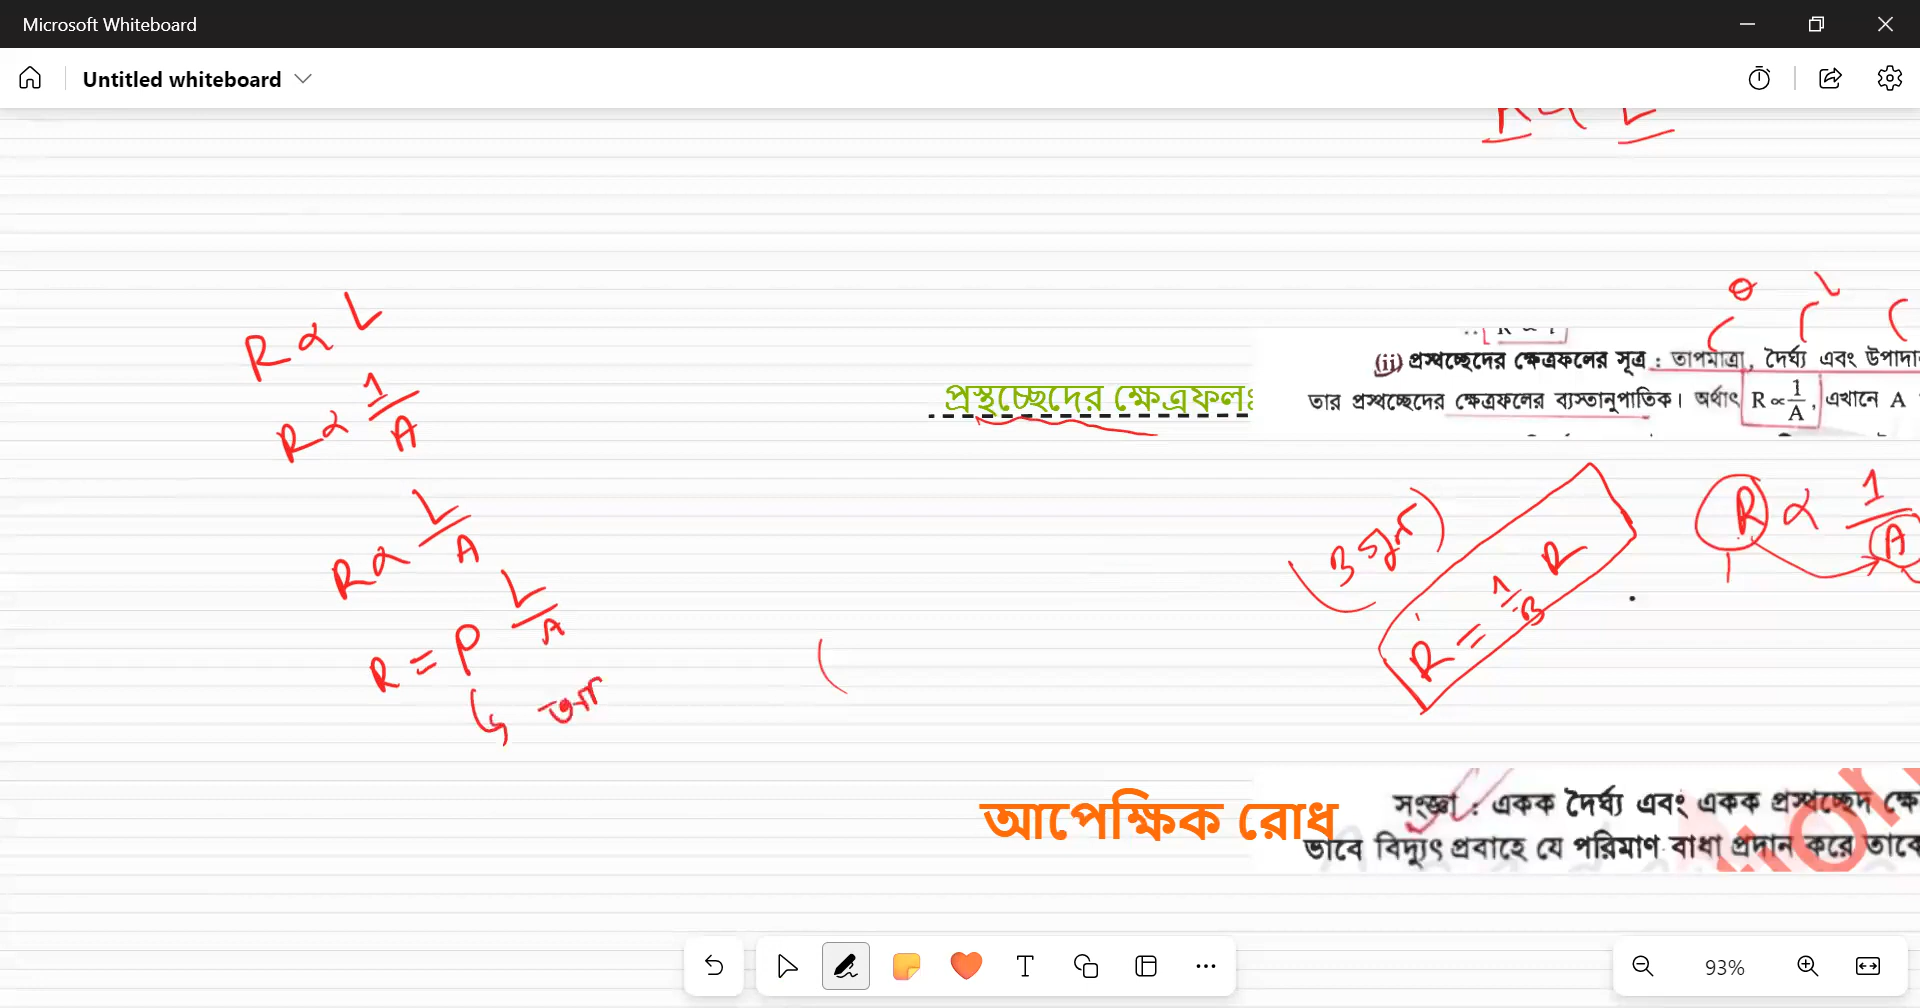 Microsoft Whiteboard
Untitled whiteboard
R ∝ L
R ∝ 1/A
R ∝ L/A
R = ρ L/A
আ
θ L
প্রস্থচ্ছেদের ক্ষেত্রফলঃ
(ii) প্রস্থচ্ছেদের ক্ষেত্রফলের সূত্র : তাপমাত্রা, দৈর্ঘ্য এবং উপাদা
তার প্রস্থচ্ছেদের ক্ষেত্রফলের ব্যস্তানুপাতিক। অর্থাৎ R ∝ 1/A, এখানে A
(3 গুন)
R' = 1/3 R
R ∝ 1/A
আপেক্ষিক রোধ
সংজ্ঞা : একক দৈর্ঘ্য এবং একক প্রস্থচ্ছেদ ক্ষে
ভাবে বিদ্যুৎ প্রবাহে যে পরিমাণ বাধা প্রদান করে তাকে
93%